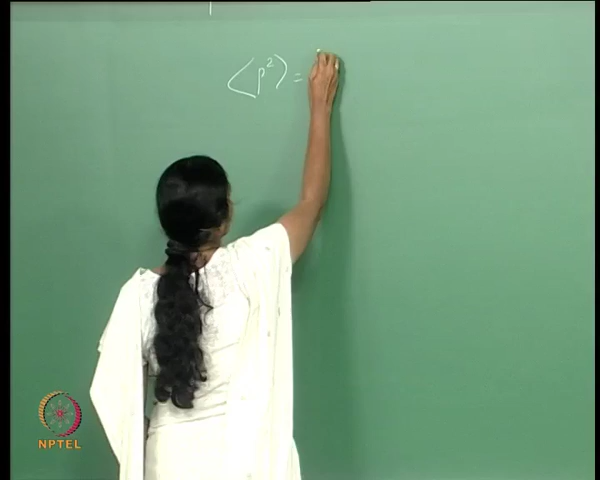 ⟨p²⟩ =
NPTEL